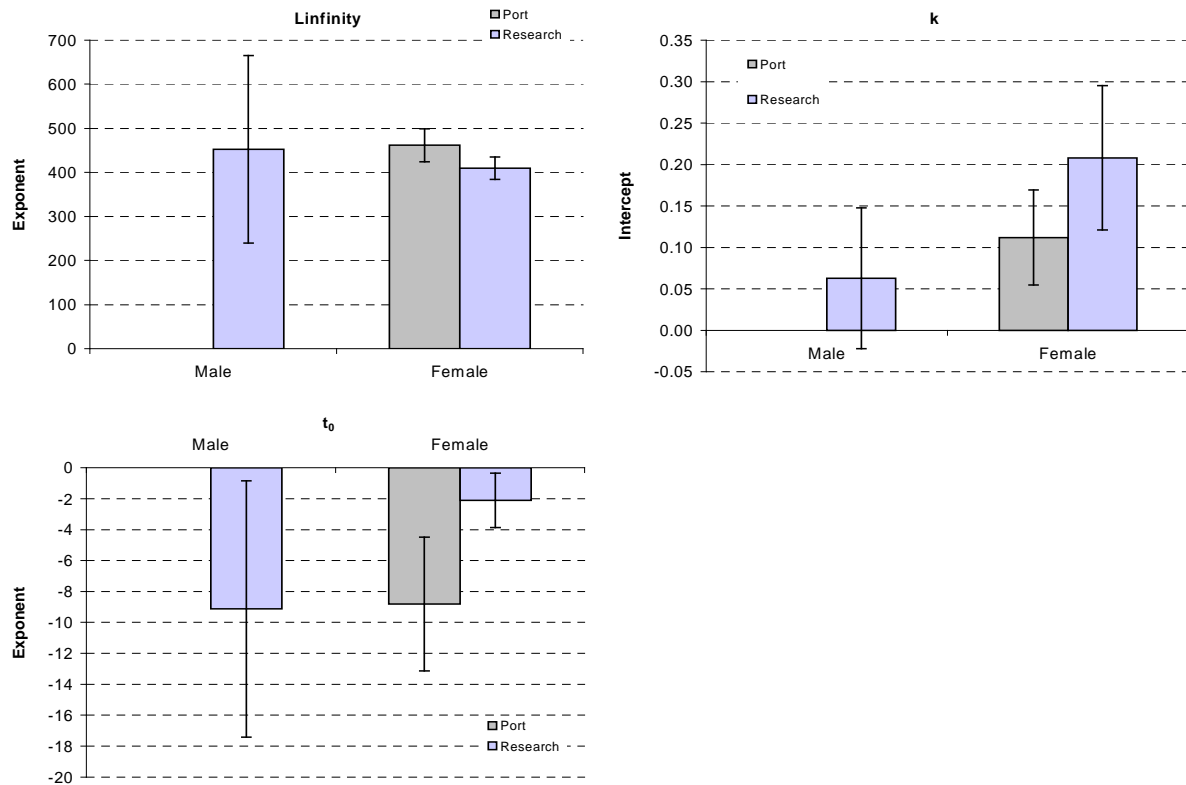 Linfinity
Port
Research
700
600
500
400
300
200
100
0
Exponent
Male
Female
k
Port
Research
0.35
0.30
0.25
0.20
0.15
0.10
0.05
0.00
-0.05
Intercept
Male
Female
t₀
Male
Female
0
-2
-4
-6
-8
-10
-12
-14
-16
-18
-20
Exponent
Port
Research